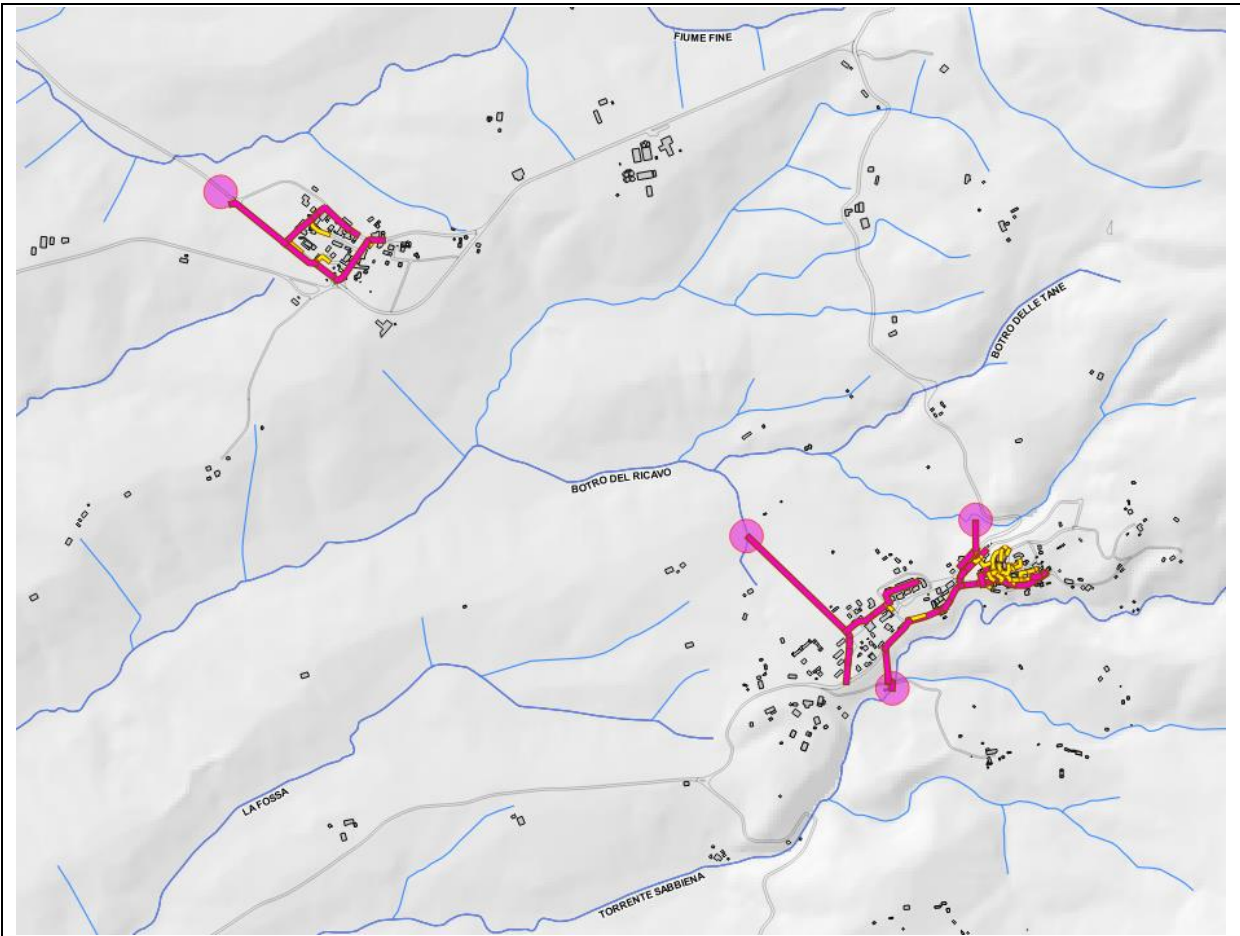 FIUME FINE
BOTRO DELLE TANE
BOTRO DEL RICAVO
LA FOSSA
TORRENTE SABBIENA